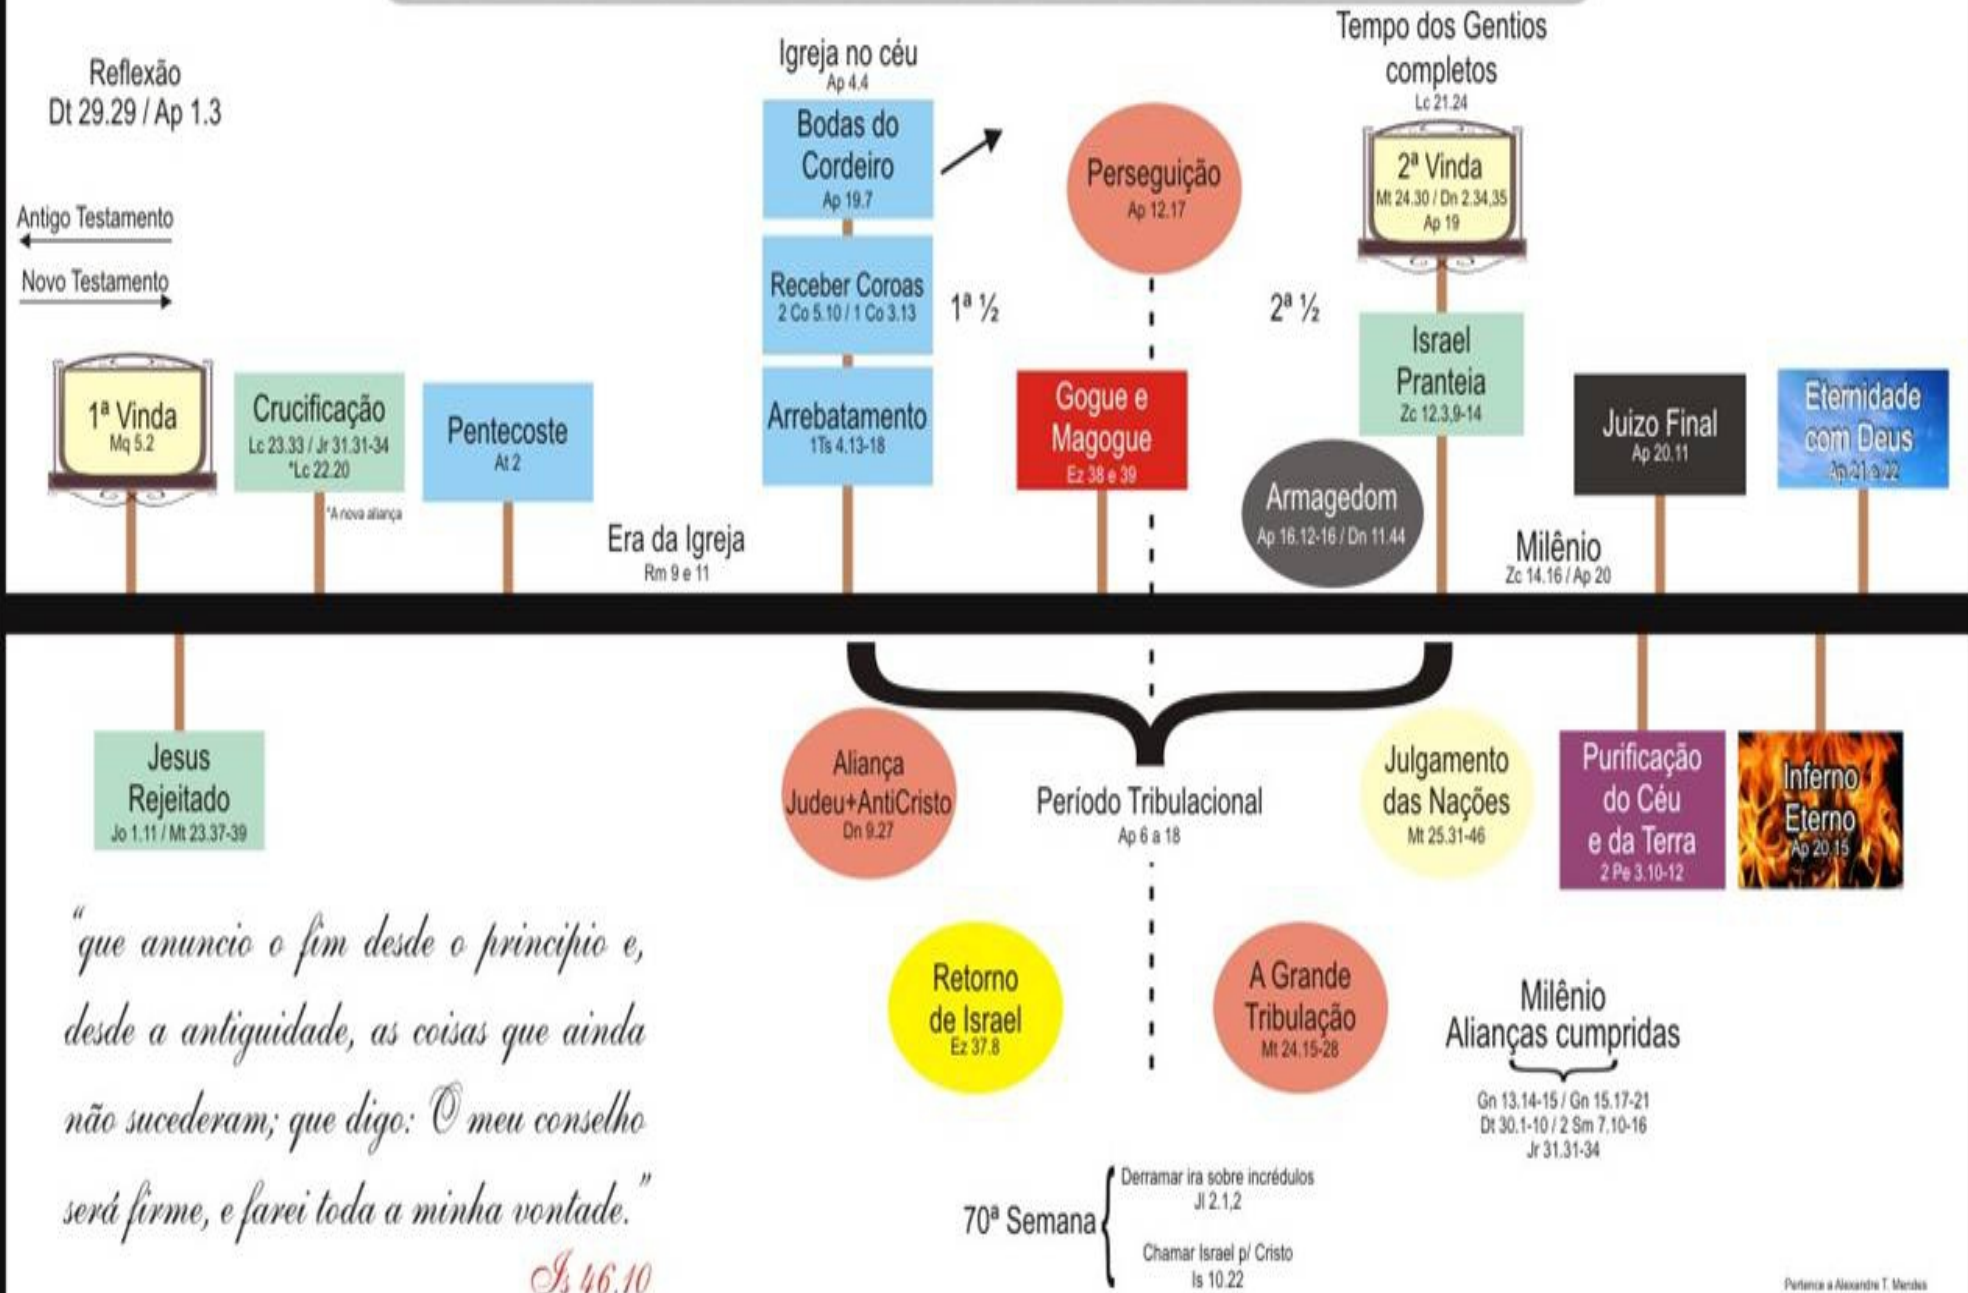 Reflexão
Dt 29.29 / Ap 1.3
Antigo Testamento
Novo Testamento
1ª Vinda
Mq 5.2
Crucificação
Lc 23.33 / Jr 31.31-34
*Lc 22.20
*A nova aliança
Pentecoste
At 2
Era da Igreja
Rm 9 e 11
Igreja no céu
Ap 4.4
Bodas do
Cordeiro
Ap 19.7
Receber Coroas
2 Co 5.10 / 1 Co 3.13
Arrebatamento
1Ts 4.13-18
1ª ½
Perseguição
Ap 12.17
Gogue e
Magogue
Ez 38 e 39
2ª ½
Tempo dos Gentios
completos
Lc 21.24
2ª Vinda
Mt 24.30 / Dn 2.34,35
Ap 19
Israel
Pranteia
Zc 12.3,9-14
Armagedom
Ap 16.12-16 / Dn 11.44
Milênio
Zc 14.16 / Ap 20
Juizo Final
Ap 20.11
Eternidade
com Deus
Ap 21 e 22
Jesus
Rejeitado
Jo 1.11 / Mt 23.37-39
Aliança
Judeu+AntiCristo
Dn 9.27
Período Tribulacional
Ap 6 a 18
Julgamento
das Nações
Mt 25.31-46
Purificação
do Céu
e da Terra
2 Pe 3.10-12
Inferno
Eterno
Ap 20.15
Retorno
de Israel
Ez 37.8
A Grande
Tribulação
Mt 24.15-28
Milênio
Alianças cumpridas
Gn 13.14-15 / Gn 15.17-21
Dt 30.1-10 / 2 Sm 7.10-16
Jr 31.31-34
70ª Semana
Derramar ira sobre incrédulos
Jl 2.1,2
Chamar Israel p/ Cristo
Is 10.22
"que anuncio o fim desde o principio e,
desde a antiguidade, as coisas que ainda
não sucederam; que digo: O meu conselho
será firme, e farei toda a minha vontade."
Is 46.10
Pertence a Alexandre T. Mendes